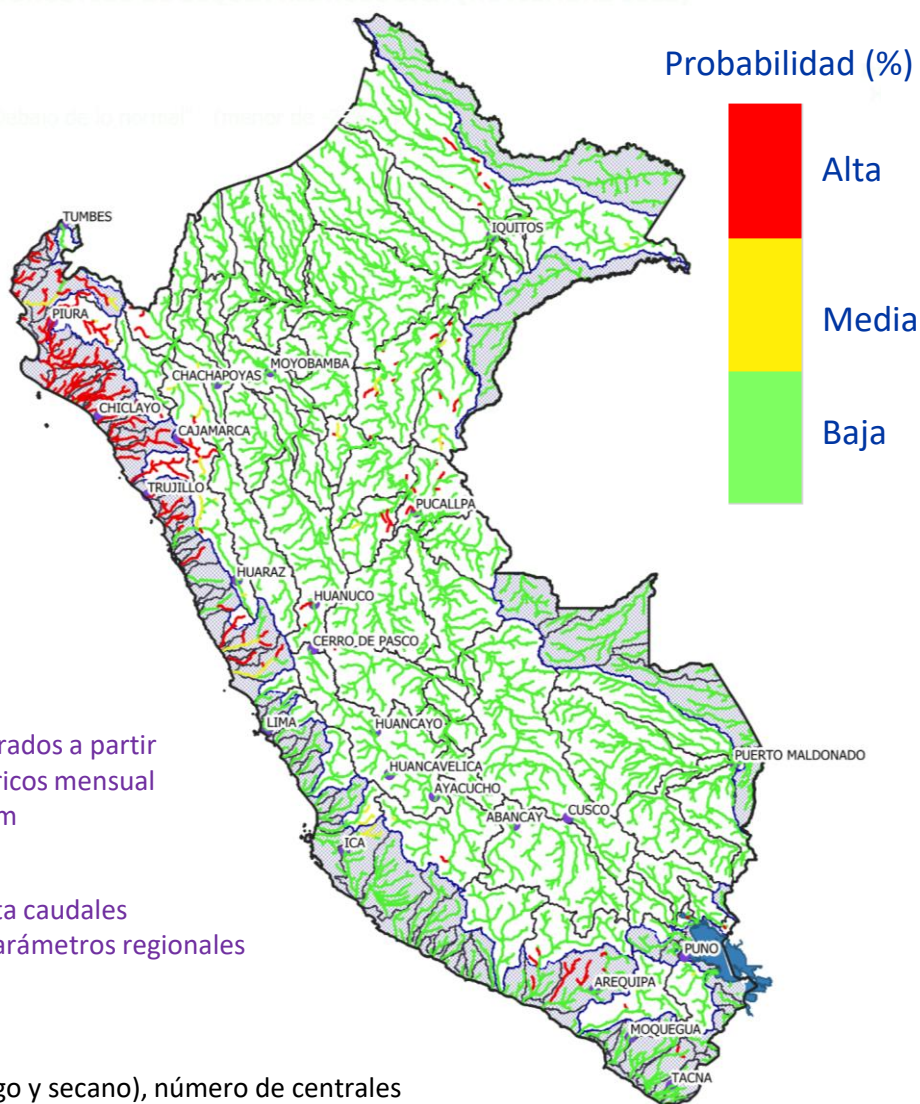 Probabilidad (%)
Alta
Media
Baja
TUMBES
IQUITOS
PIURA
MOYOBAMBA
CHACHAPOYAS
CHICLAYO
CAJAMARCA
TRUJILLO
PUCALLPA
HUARAZ
HUANUCO
CERRO DE PASCO
LIMA
HUANCAYO
PUERTO MALDONADO
HUANCAVELICA
AYACUCHO
ABANCAY
CUSCO
ICA
PUNO
AREQUIPA
MOQUEGUA
TACNA
rados a partir
ricos mensual
m
ta caudales
arámetros regionales
go y secano), número de centrales